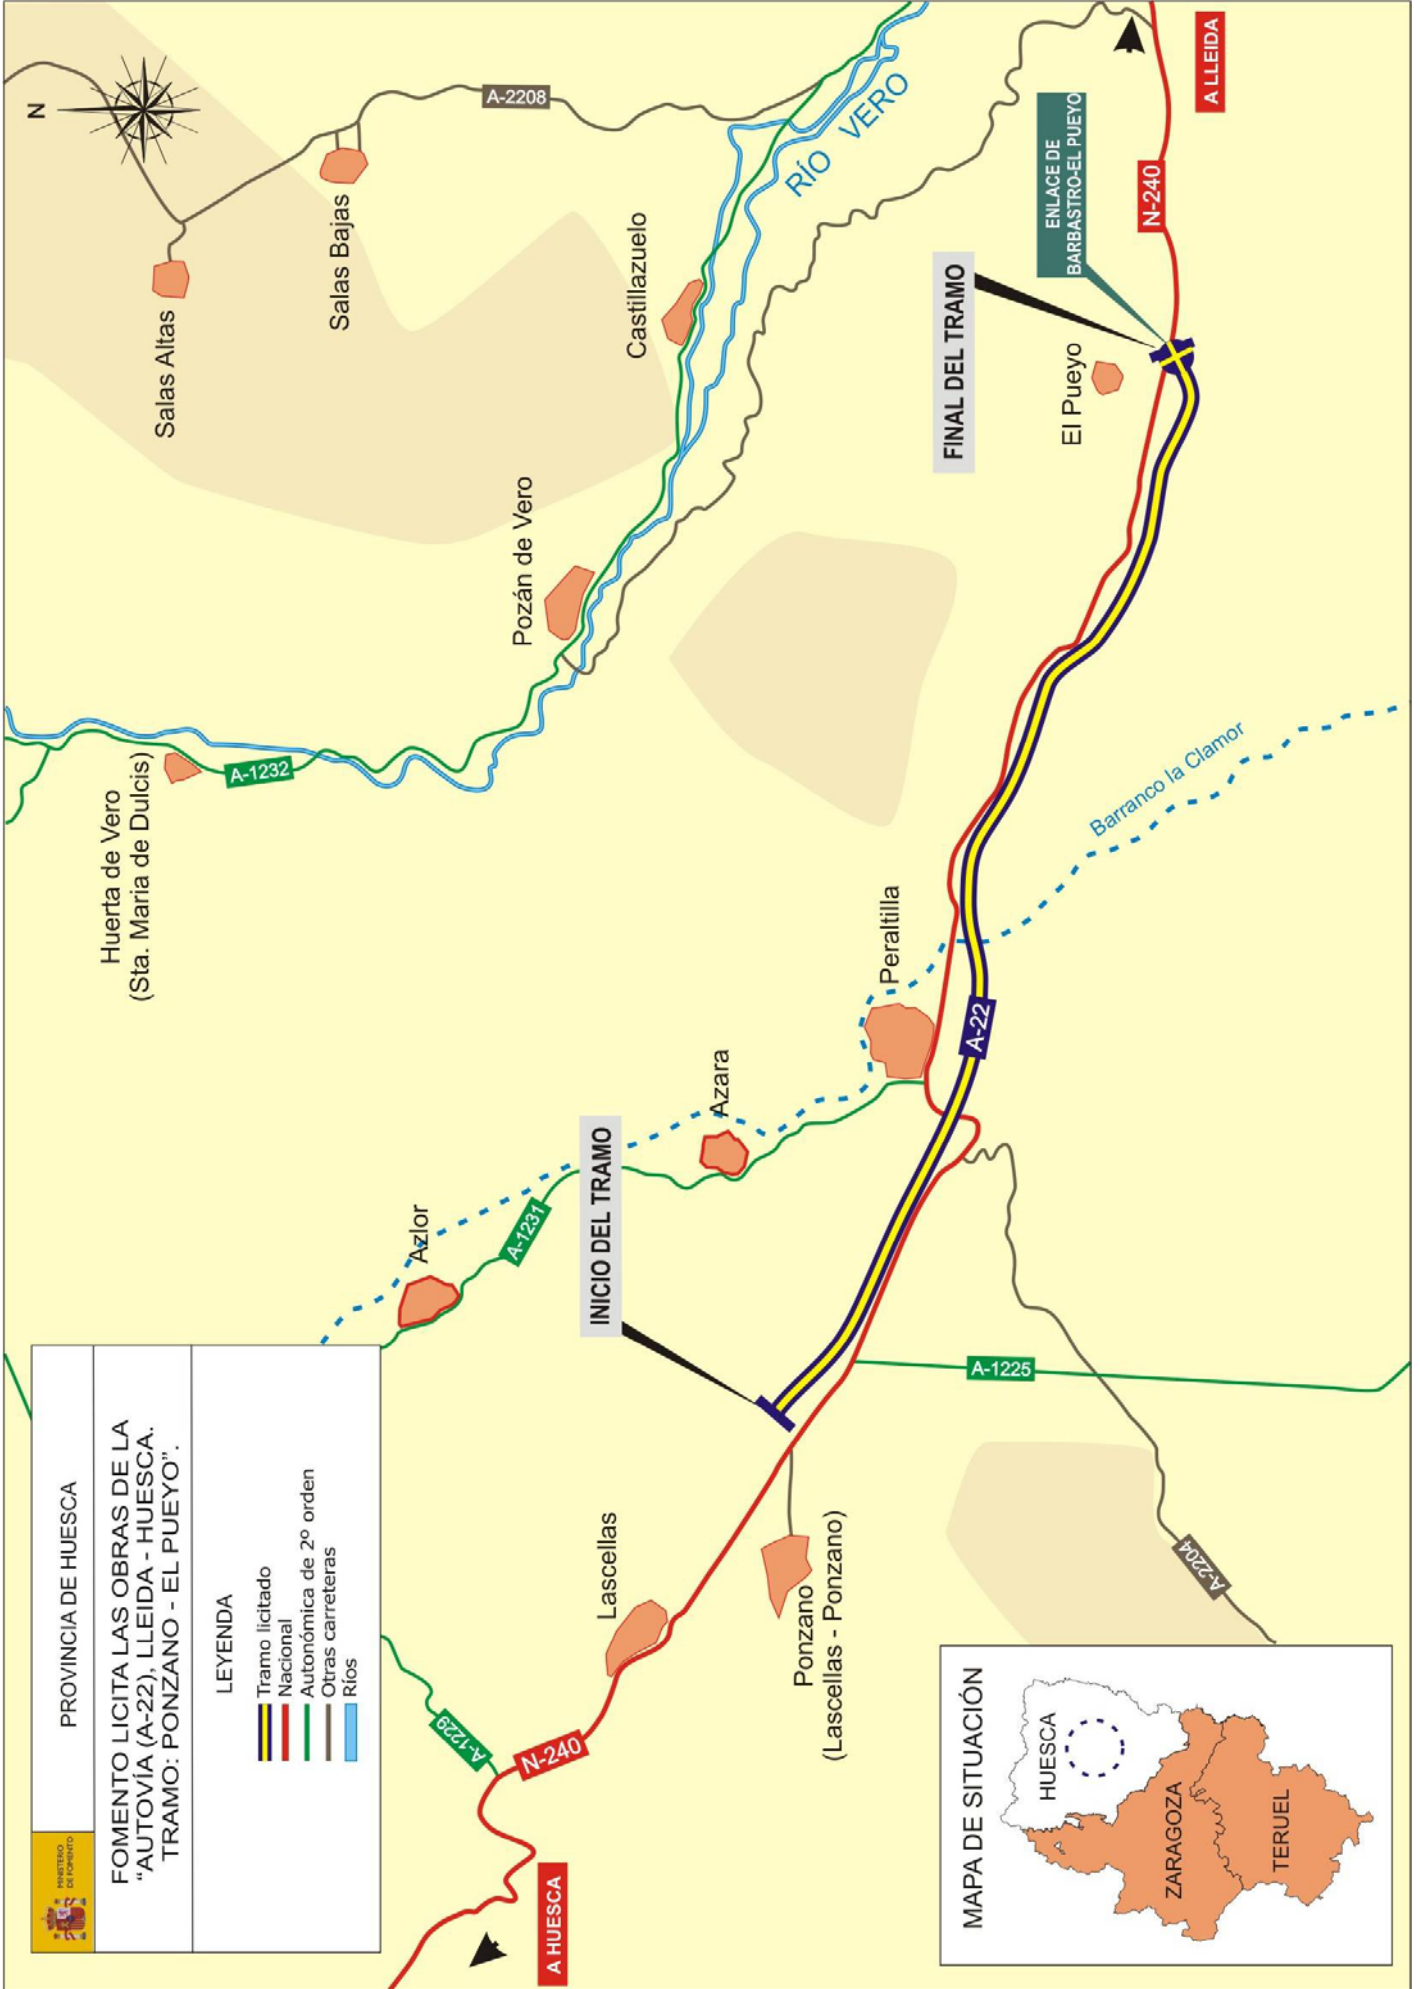 MINISTERIO
DE FOMENTO
PROVINCIA DE HUESCA
FOMENTO LICITA LAS OBRAS DE LA
“AUTOVÍA (A-22), LLEIDA - HUESCA.
TRAMO: PONZANO - EL PUEYO”.
LEYENDA
Tramo licitado
Nacional
Autonómica de 2º orden
Otras carreteras
Ríos
N
Huerta de Vero
(Sta. Maria de Dulcis)
A-1232
Salas Altas
Salas Bajas
A-2208
Pozán de Vero
Castillazuelo
RÍO VERO
Azlor
A-1231
A-1229
N-240
A HUESCA
Lascellas
INICIO DEL TRAMO
Azara
Peraltilla
Ponzano
(Lascellas - Ponzano)
A-22
A-1225
A-2204
Barranco la Clamor
FINAL DEL TRAMO
El Pueyo
ENLACE DE
BARBASTRO-EL PUEYO
N-240
A LLEIDA
MAPA DE SITUACIÓN
HUESCA
ZARAGOZA
TERUEL